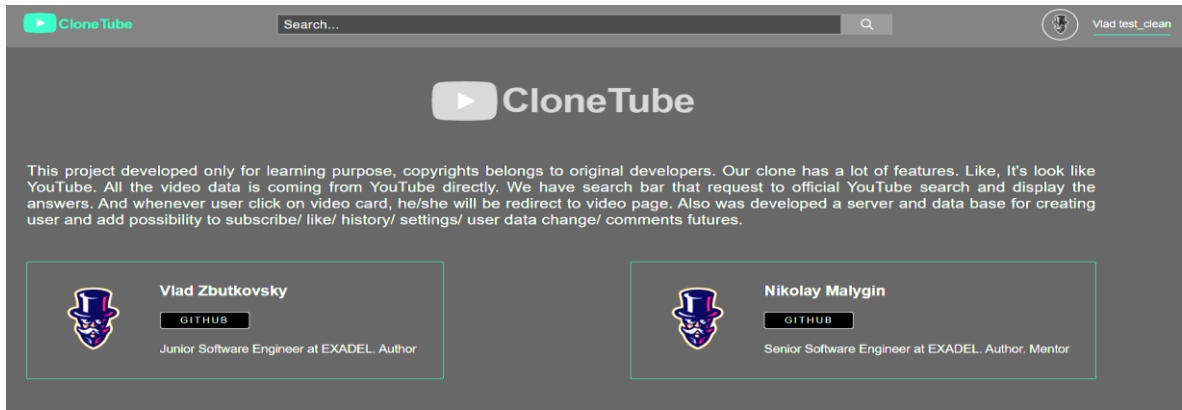 CloneTube
Search...
Vlad test_clean
CloneTube
This project developed only for learning purpose, copyrights belongs to original developers. Our clone has a lot of features. Like, It's look like
YouTube. All the video data is coming from YouTube directly. We have search bar that request to official YouTube search and display the
answers. And whenever user click on video card, he/she will be redirect to video page. Also was developed a server and data base for creating
user and add possibility to subscribe/ like/ history/ settings/ user data change/ comments futures.
Vlad Zbutkovsky
GITHUB
Junior Software Engineer at EXADEL. Author
Nikolay Malygin
GITHUB
Senior Software Engineer at EXADEL. Author. Mentor